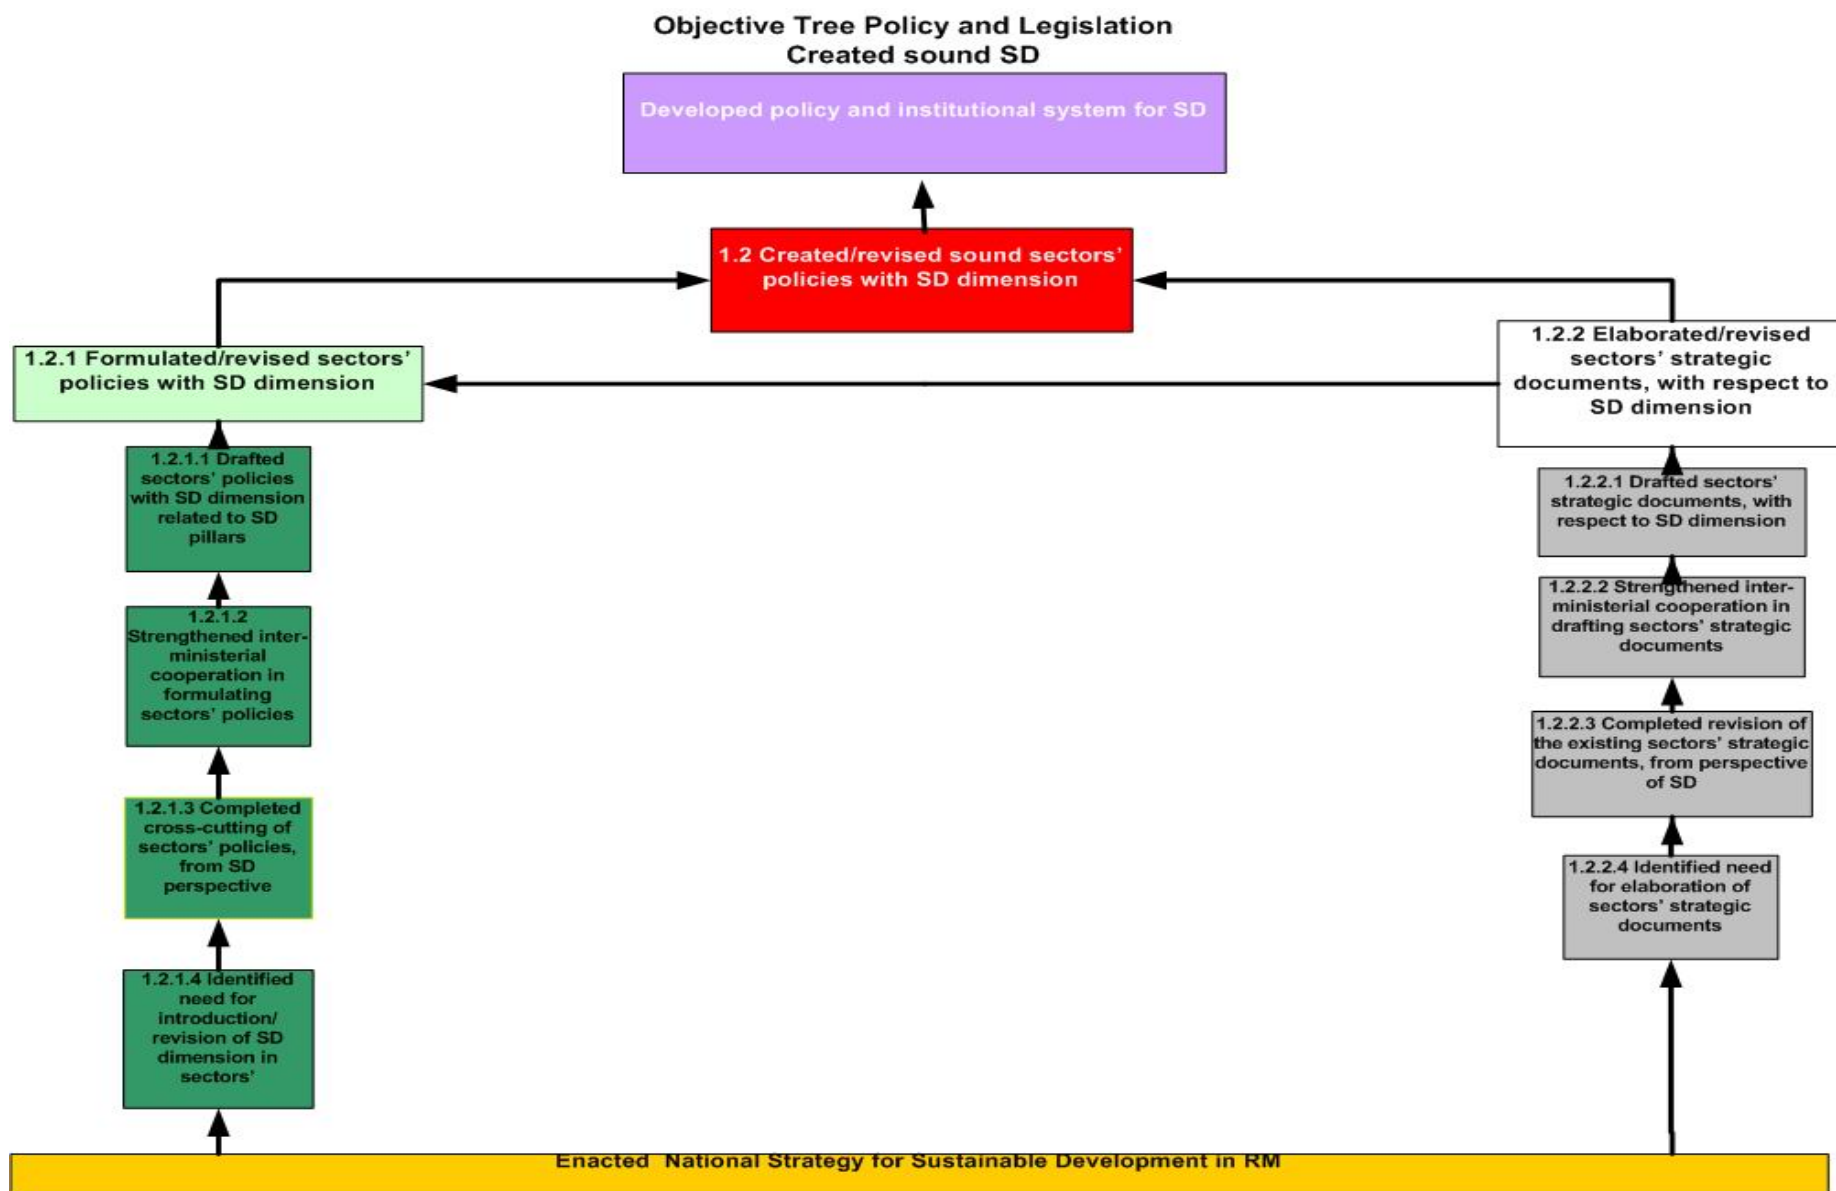 Objective Tree Policy and Legislation
Created sound SD
Developed policy and institutional system for SD
1.2 Created/revised sound sectors’
policies with SD dimension
1.2.1 Formulated/revised sectors’
policies with SD dimension
1.2.2 Elaborated/revised
sectors’ strategic
documents, with respect to
SD dimension
1.2.1.1 Drafted
sectors’ policies
with SD dimension
related to SD
pillars
1.2.2.1 Drafted sectors’
strategic documents, with
respect to SD dimension
1.2.1.2
Strengthened inter-
ministerial
cooperation in
formulating
sectors’ policies
1.2.2.2 Strengthened inter-
ministerial cooperation in
drafting sectors’ strategic
documents
1.2.1.3 Completed
cross-cutting of
sectors’ policies,
from SD
perspective
1.2.2.3 Completed revision of
the existing sectors’ strategic
documents, from perspective
of SD
1.2.2.4 Identified need
for elaboration of
sectors’ strategic
documents
1.2.1.4 Identified
need for
introduction/
revision of SD
dimension in
sectors’
Enacted  National Strategy for Sustainable Development in RM